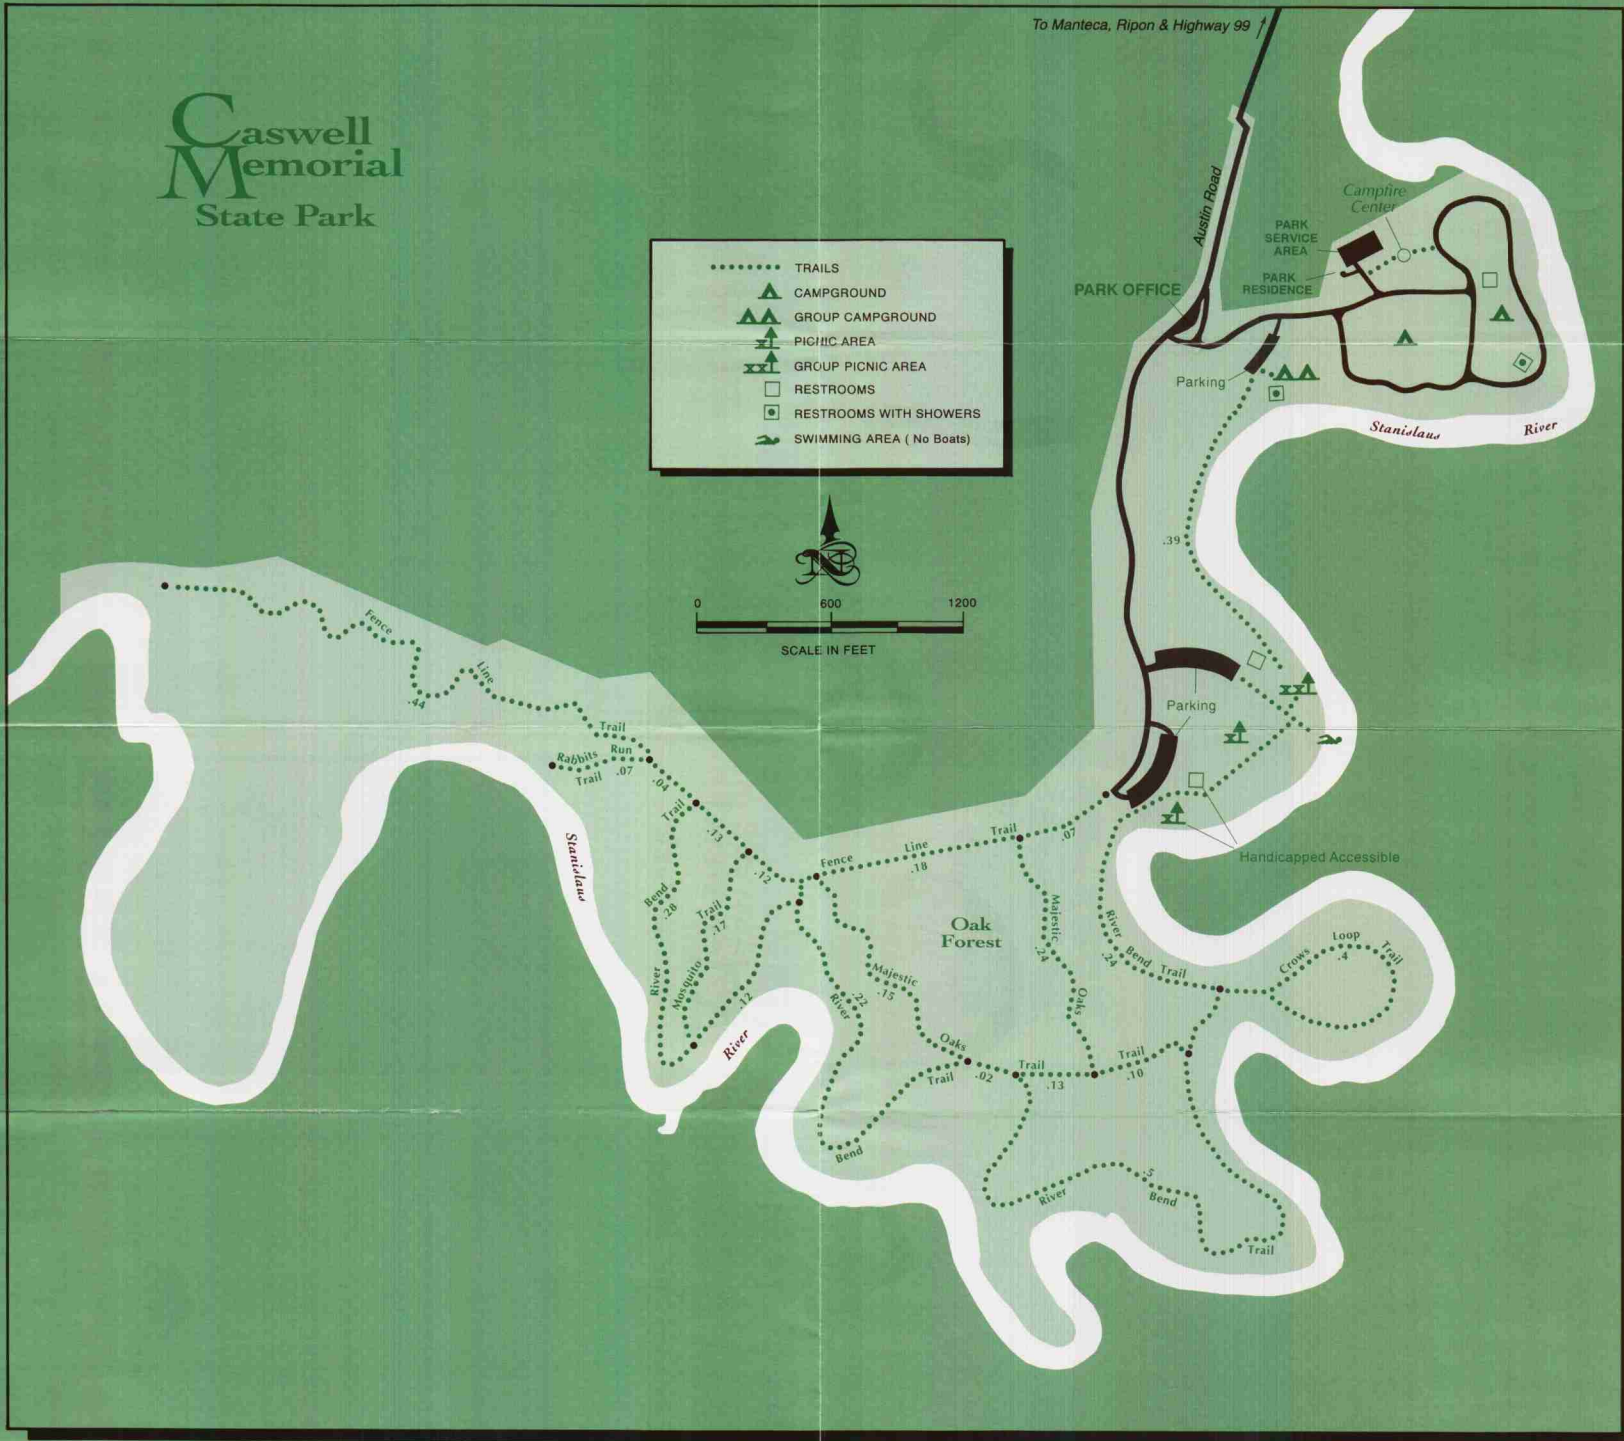 To Manteca, Ripon & Highway 99
Caswell
Memorial
State Park
Austin Road
Campfire
Center
PARK
SERVICE
AREA
PARK
RESIDENCE
PARK OFFICE
TRAILS
CAMPGROUND
GROUP CAMPGROUND
PICNIC AREA
GROUP PICNIC AREA
RESTROOMS
RESTROOMS WITH SHOWERS
SWIMMING AREA ( No Boats)
Parking
Stanislaus River
N
0 600 1200
SCALE IN FEET
.39
Parking
Handicapped Accessible
Fence Line Trail
.44
Rabbits Run
Trail .07
.04
Trail
.13
.12
Bend
.28
River
Trail
.17
Mosquito
.12
Stanislaus
River
Fence Line Trail
.18
.07
Oak
Forest
Majestic
.24
Oaks
River Bend Trail
.24
Crows Loop Trail
.4
Majestic
.15
Oaks Trail Trail
.02 .13 .10
.22
River
Bend
Trail
River Bend Trail
.5